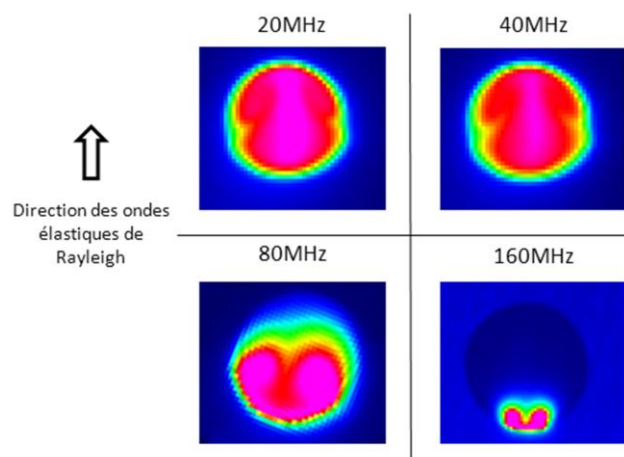 20MHz
40MHz
Direction des ondes
élastiques de
Rayleigh
80MHz
160MHz